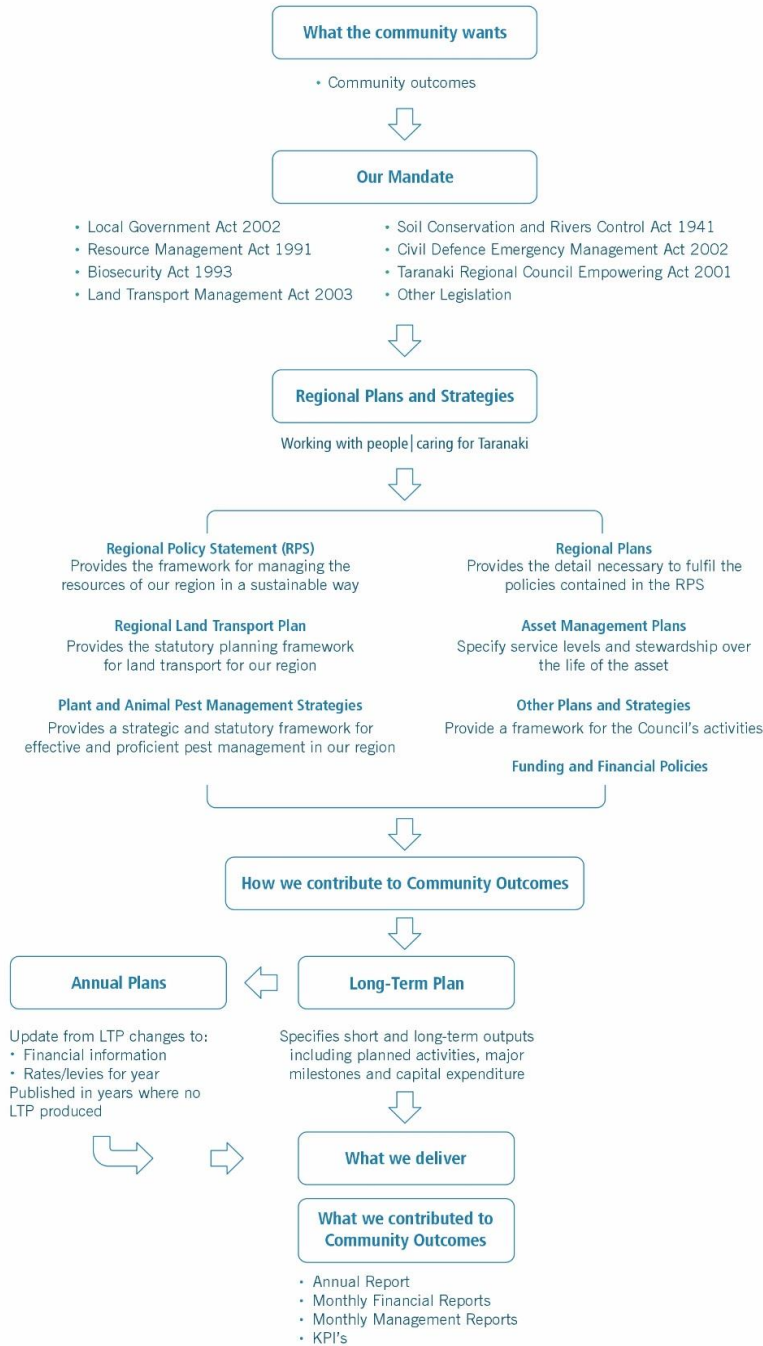 What the community wants
• Community outcomes
Our Mandate
• Local Government Act 2002
• Resource Management Act 1991
• Biosecurity Act 1993
• Land Transport Management Act 2003
• Soil Conservation and Rivers Control Act 1941
• Civil Defence Emergency Management Act 2002
• Taranaki Regional Council Empowering Act 2001
• Other Legislation
Regional Plans and Strategies
Working with people | caring for Taranaki
Regional Policy Statement (RPS)
Provides the framework for managing the
resources of our region in a sustainable way
Regional Land Transport Plan
Provides the statutory planning framework
for land transport for our region
Plant and Animal Pest Management Strategies
Provides a strategic and statutory framework for
effective and proficient pest management in our region
Regional Plans
Provides the detail necessary to fulfil the
policies contained in the RPS
Asset Management Plans
Specify service levels and stewardship over
the life of the asset
Other Plans and Strategies
Provide a framework for the Council's activities
Funding and Financial Policies
How we contribute to Community Outcomes
Long-Term Plan
Specifies short and long-term outputs
including planned activities, major
milestones and capital expenditure
Annual Plans
Update from LTP changes to:
• Financial information
• Rates/levies for year
Published in years where no
LTP produced
What we deliver
What we contributed to
Community Outcomes
• Annual Report
• Monthly Financial Reports
• Monthly Management Reports
• KPI's